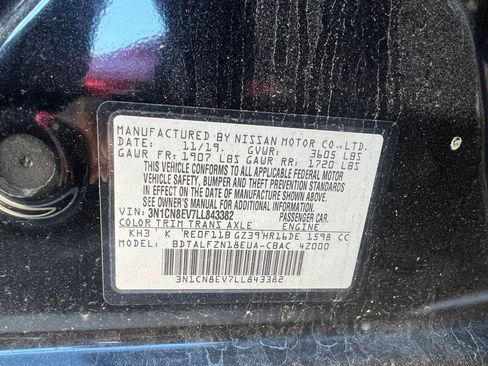 MANUFACTURED BY NISSAN MOTOR CO.,LTD.
DATE: 11/19. GVWR: 3605 LBS
GAWR FR: 1907 LBS GAWR RR: 1720 LBS
THIS VEHICLE CONFORMS TO ALL APPLICABLE FEDERAL MOTOR
VEHICLE SAFETY, BUMPER AND THEFT PREVENTION STANDARDS
IN EFFECT ON THE DATE OF MANUFACTURE SHOWN ABOVE.
SEE OWNER'S MANUAL FOR ADDITIONAL INFORMATION.
VIN: 3N1CN8EV7LL843382 PASSENGER CAR.
COLOR TRIM TRANS AXLE ENGINE
KH3 K RE0F11B GZ39 HR16DE 1598 CC
MODEL: BDTALFZN18EUA-CBAC 4Z000
3N1CN8EV7LL843382